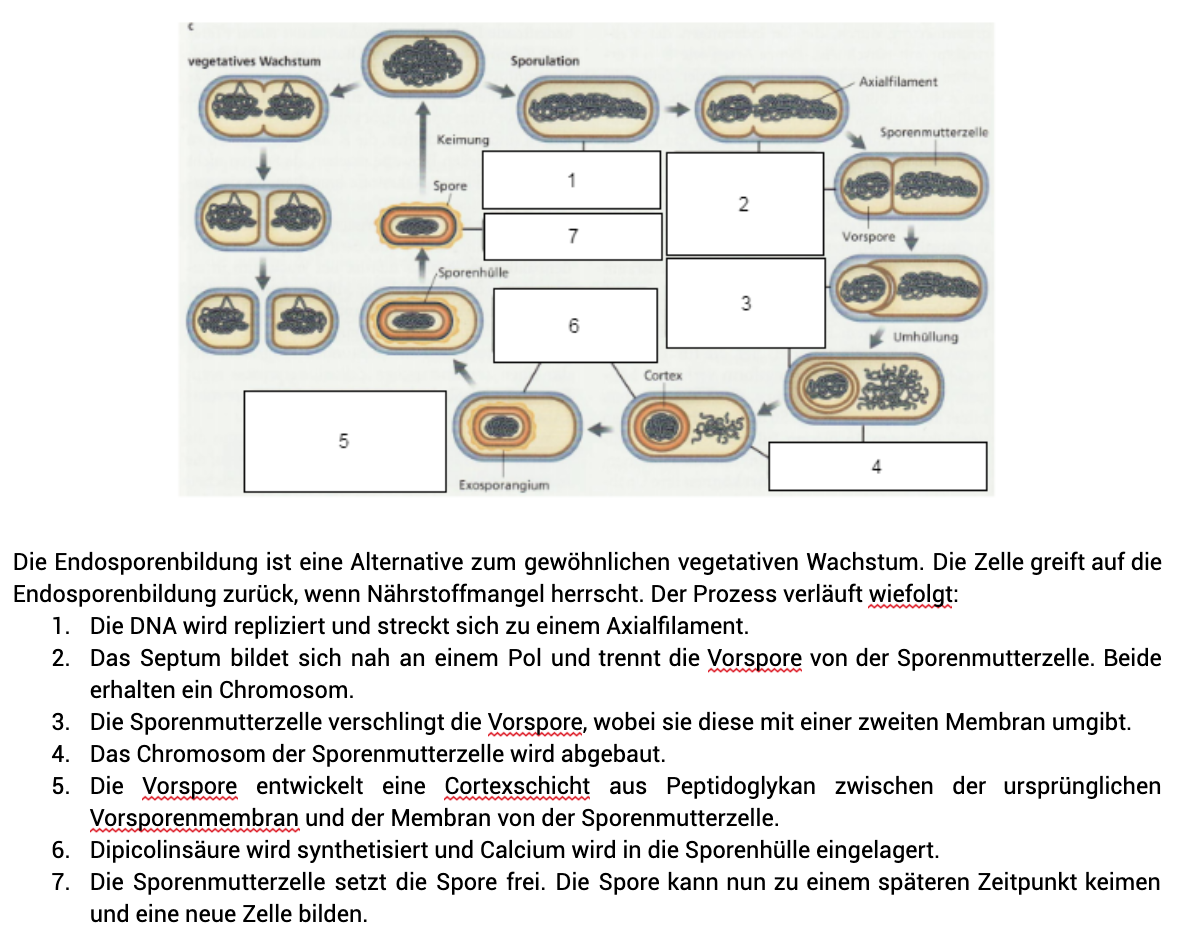 c
vegetatives Wachstum
Sporulation
Axialfilament
Sporenmutterzelle
Keimung
1
2
Spore
7
Vorspore
Sporenhülle
3
6
Umhüllung
Cortex
5
4
Exosporangium
Die Endosporenbildung ist eine Alternative zum gewöhnlichen vegetativen Wachstum. Die Zelle greift auf die
Endosporenbildung zurück, wenn Nährstoffmangel herrscht. Der Prozess verläuft wiefolgt:
1. Die DNA wird repliziert und streckt sich zu einem Axialfilament.
2. Das Septum bildet sich nah an einem Pol und trennt die Vorspore von der Sporenmutterzelle. Beide
erhalten ein Chromosom.
3. Die Sporenmutterzelle verschlingt die Vorspore, wobei sie diese mit einer zweiten Membran umgibt.
4. Das Chromosom der Sporenmutterzelle wird abgebaut.
5. Die Vorspore entwickelt eine Cortexschicht aus Peptidoglykan zwischen der ursprünglichen
Vorsporenmembran und der Membran von der Sporenmutterzelle.
6. Dipicolinsäure wird synthetisiert und Calcium wird in die Sporenhülle eingelagert.
7. Die Sporenmutterzelle setzt die Spore frei. Die Spore kann nun zu einem späteren Zeitpunkt keimen
und eine neue Zelle bilden.